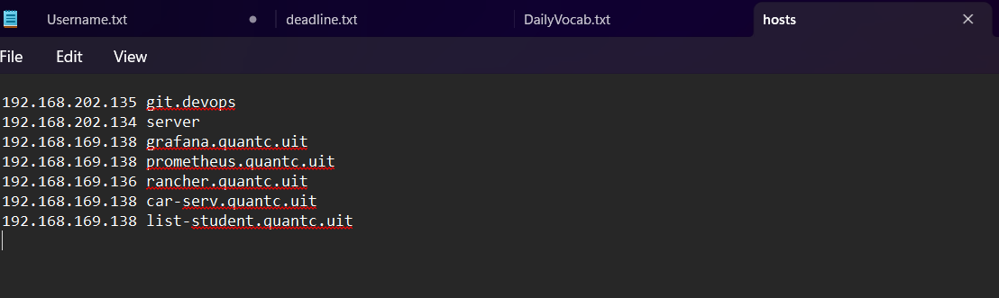 Username.txt deadline.txt DailyVocab.txt hosts
File Edit View
192.168.202.135 git.devops
192.168.202.134 server
192.168.169.138 grafana.quantc.uit
192.168.169.138 prometheus.quantc.uit
192.168.169.136 rancher.quantc.uit
192.168.169.138 car-serv.quantc.uit
192.168.169.138 list-student.quantc.uit